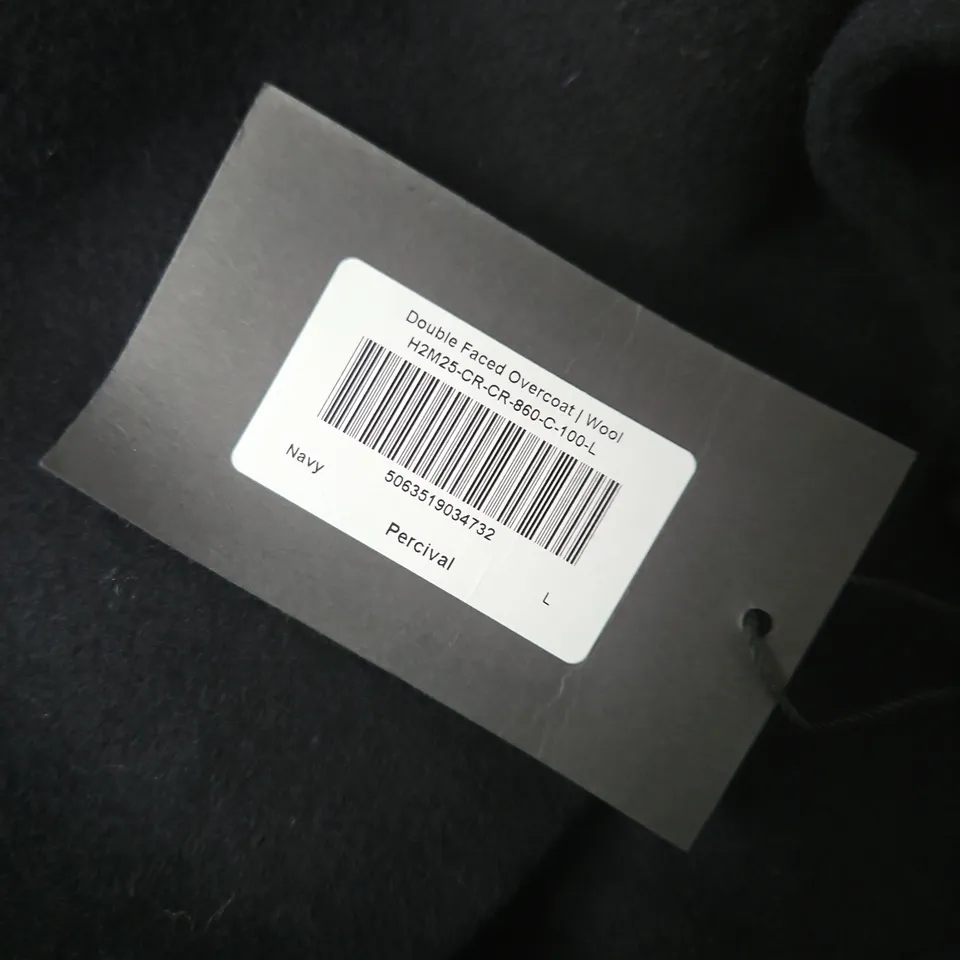 Double Faced Overcoat | Wool
H2M25-CR-CR-860-C-100-L
5063519034732
Navy
Percival
L